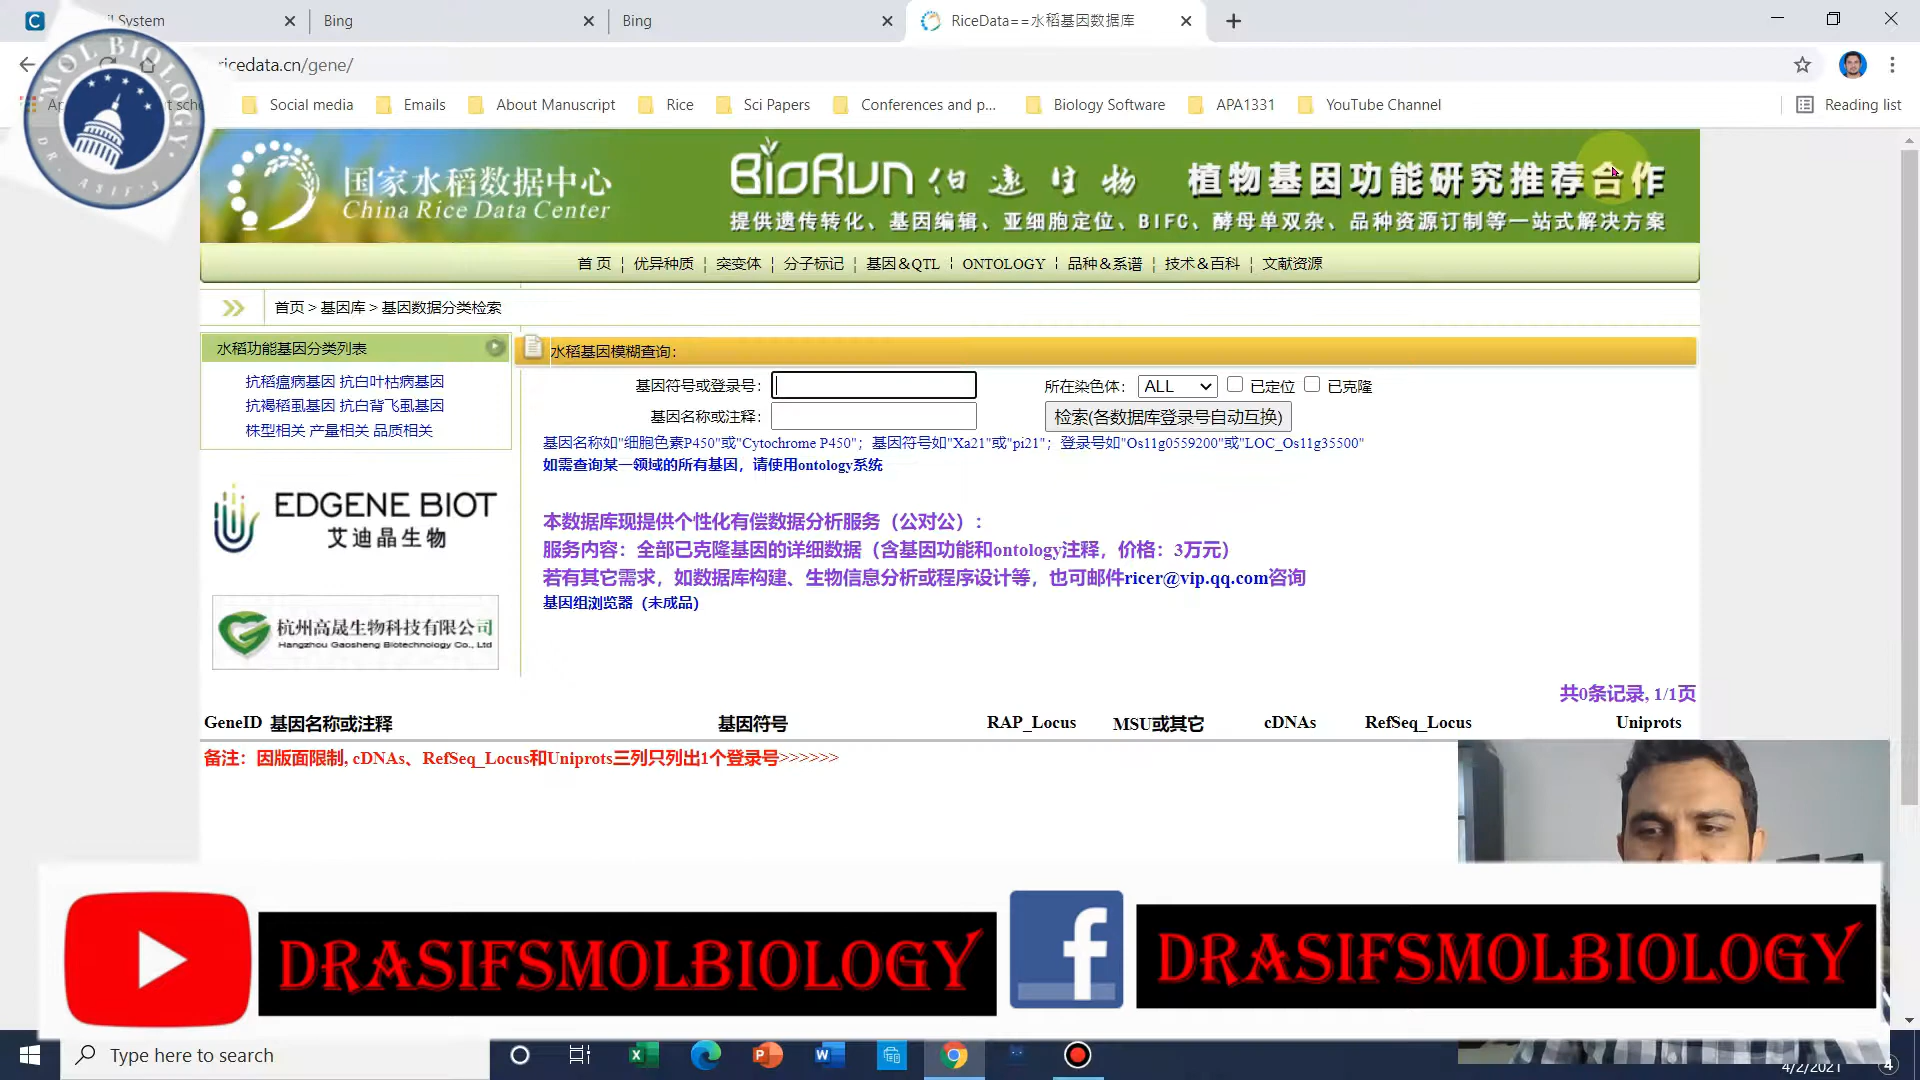 il System
Bing
Bing
RiceData==水稻基因数据库
ricedata.cn/gene/
Social media
Emails
About Manuscript
Rice
Sci Papers
Conferences and p...
Biology Software
APA1331
YouTube Channel
Reading list
MOL BIOLOGY
DR. ASIF'S
国家水稻数据中心
China Rice Data Center
BioRun 伯远生物
植物基因功能研究推荐合作
提供遗传转化、基因编辑、亚细胞定位、BIFC、酵母单双杂、品种资源订制等一站式解决方案
首 页 ¦ 优异种质 ¦ 突变体 ¦ 分子标记 ¦ 基因&QTL ¦ ONTOLOGY ¦ 品种&系谱 ¦ 技术&百科 ¦ 文献资源
首页 > 基因库 > 基因数据分类检索
水稻功能基因分类列表
抗稻瘟病基因 抗白叶枯病基因
抗褐稻虱基因 抗白背飞虱基因
株型相关 产量相关 品质相关
水稻基因模糊查询：
基因符号或登录号：
所在染色体： ALL 已定位 已克隆
基因名称或注释：
检索(各数据库登录号自动互换)
基因名称如"细胞色素P450"或"Cytochrome P450"；基因符号如"Xa21"或"pi21"；登录号如"Os11g0559200"或"LOC_Os11g35500"
如需查询某一领域的所有基因，请使用ontology系统
EDGENE BIOT
艾迪晶生物
本数据库现提供个性化有偿数据分析服务（公对公）：
服务内容：全部已克隆基因的详细数据（含基因功能和ontology注释，价格：3万元）
若有其它需求，如数据库构建、生物信息分析或程序设计等，也可邮件ricer@vip.qq.com咨询
基因组浏览器（未成品）
杭州高晟生物科技有限公司
Hangzhou Gaosheng Biotechnology Co., Ltd
共0条记录, 1/1页
GeneID 基因名称或注释 基因符号 RAP_Locus MSU或其它 cDNAs RefSeq_Locus Uniprots
备注：因版面限制, cDNAs、RefSeq_Locus和Uniprots三列只列出1个登录号>>>>>>
DRASIFSMOLBIOLOGY
f
DRASIFSMOLBIOLOGY
Type here to search
4/2/2021
4